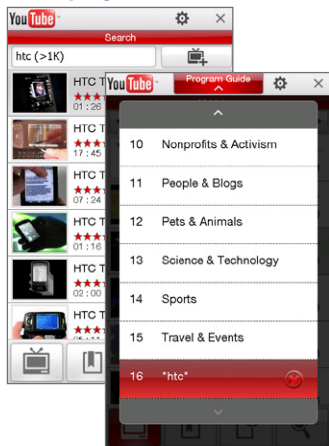 YouTube
Search
htc (>1K)
HTC T
01:26
HTC T
17:45
HTC T
07:24
HTC T
01:16
HTC T
02:00
HTC T
YouTube
Program Guide
10 Nonprofits & Activism
11 People & Blogs
12 Pets & Animals
13 Science & Technology
14 Sports
15 Travel & Events
16 "htc"